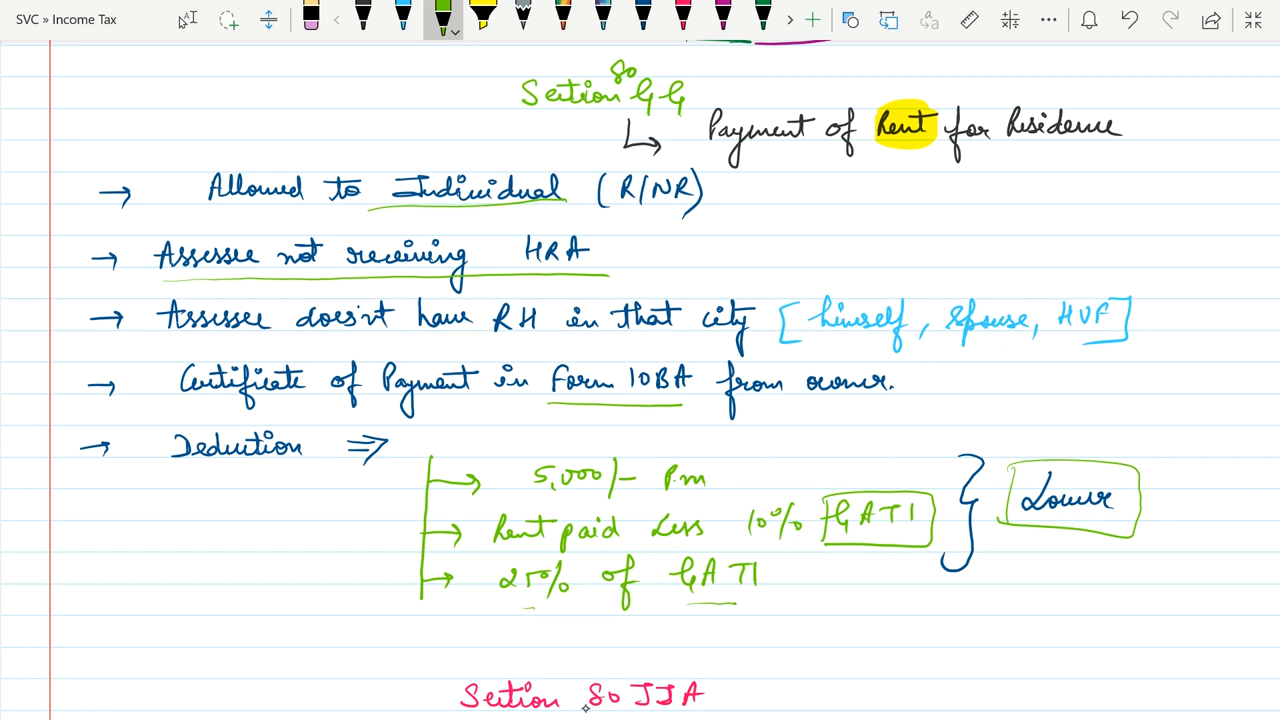 SVC » Income Tax
Section 80 GG
Payment of Rent for Residence
→ Allowed to Individual (R/NR)
→ Assessee not receiving HRA
→ Assessee doesn't have RH in that city [himself, spouse, HUF]
→ Certificate of Payment in Form 10BA from owner.
→ Deduction ⇒
→ 5,000/- P.m
→ Rent paid Less 10% GATI
→ 25% of GATI
Lower
Section 80JJA